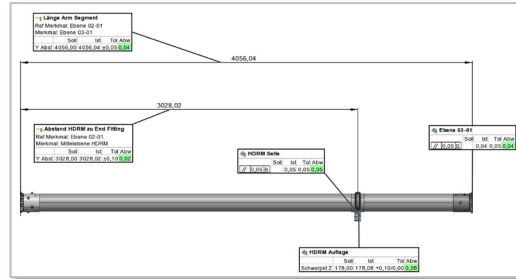 Länge Arm Segment
Ref Merkmal: Ebene 02-01
Merkmal: Ebene 03-01
Soll Ist Tol Abw
Y Abst 4056,00 4056,04 ±0,05 0,04
4056,04
3028,02
Abstand HDRM zu End Fitting
Ref Merkmal: Ebene 02-01
Merkmal: Mittelebene HDRM
Soll Ist Tol Abw
Y Abst 3028,00 3028,02 ±0,10 0,02
Ebene 03-01
Soll Ist Tol Abw
// 0,05 B 0,04 0,05 0,04
HDRM Seite
Soll Ist Tol Abw
// 0,05 B 0,05 0,05 0,05
HDRM Auflage
Soll Ist Tol Abw
Schwerpkt Z 178,00 178,08 +0,10/0,00 0,08